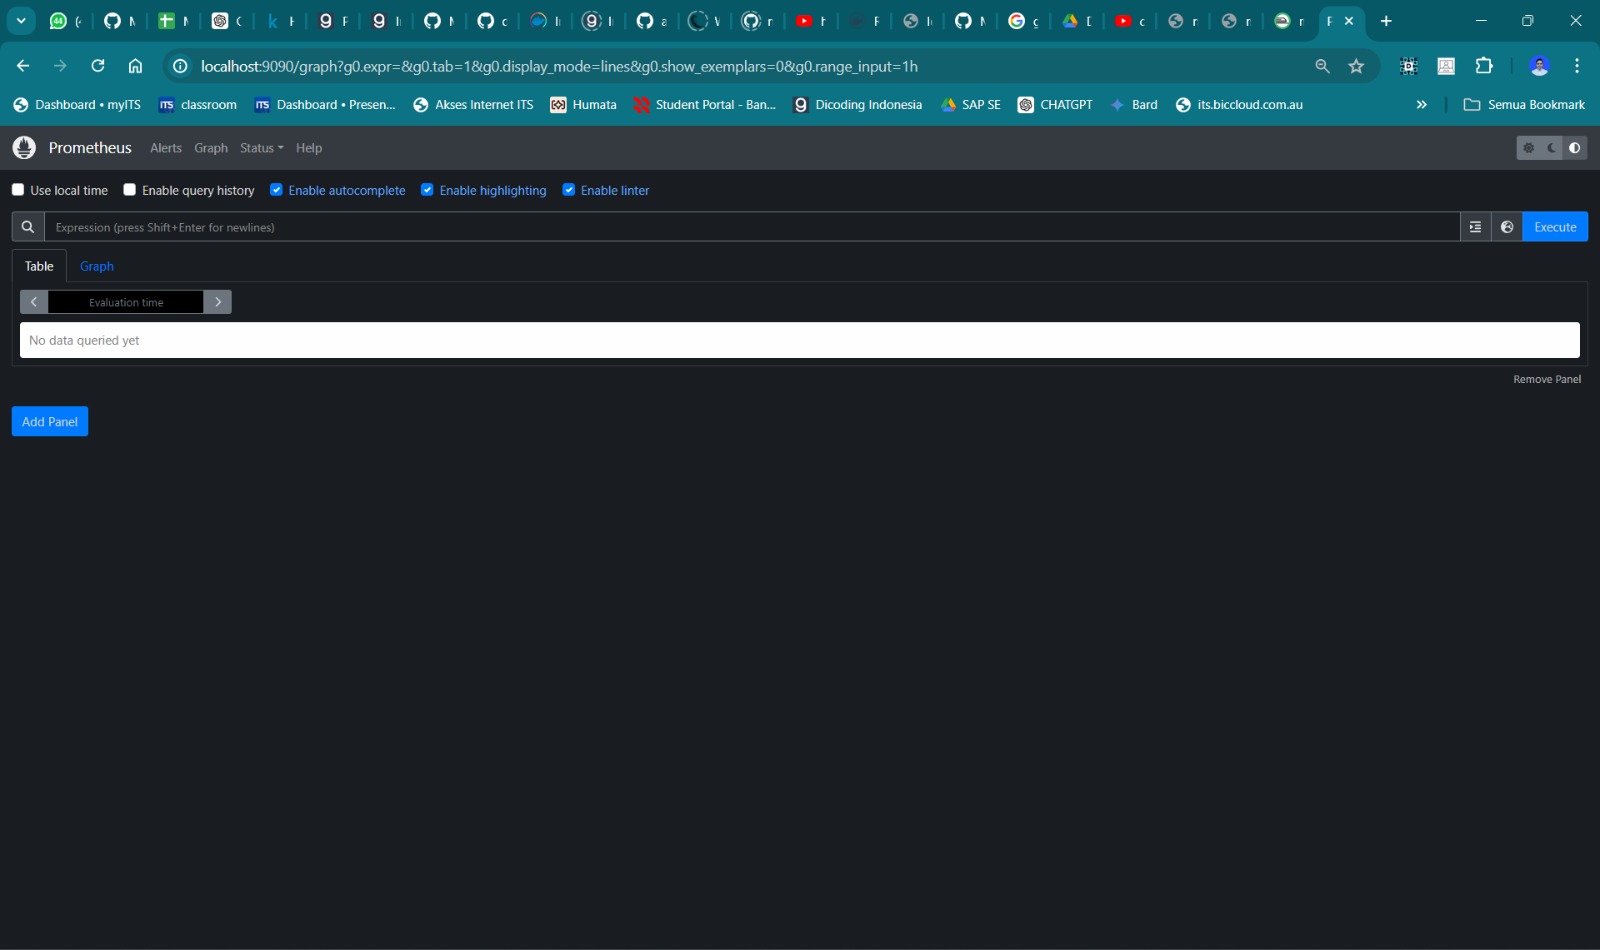 44
localhost:9090/graph?g0.expr=&g0.tab=1&g0.display_mode=lines&g0.show_exemplars=0&g0.range_input=1h
Dashboard • myITS classroom Dashboard • Presen... Akses Internet ITS Humata Student Portal - Ban... Dicoding Indonesia SAP SE CHATGPT Bard its.biccloud.com.au » Semua Bookmark
Prometheus Alerts Graph Status Help
Use local time Enable query history Enable autocomplete Enable highlighting Enable linter
Expression (press Shift+Enter for newlines) Execute
Table Graph
Evaluation time
No data queried yet
Remove Panel
Add Panel